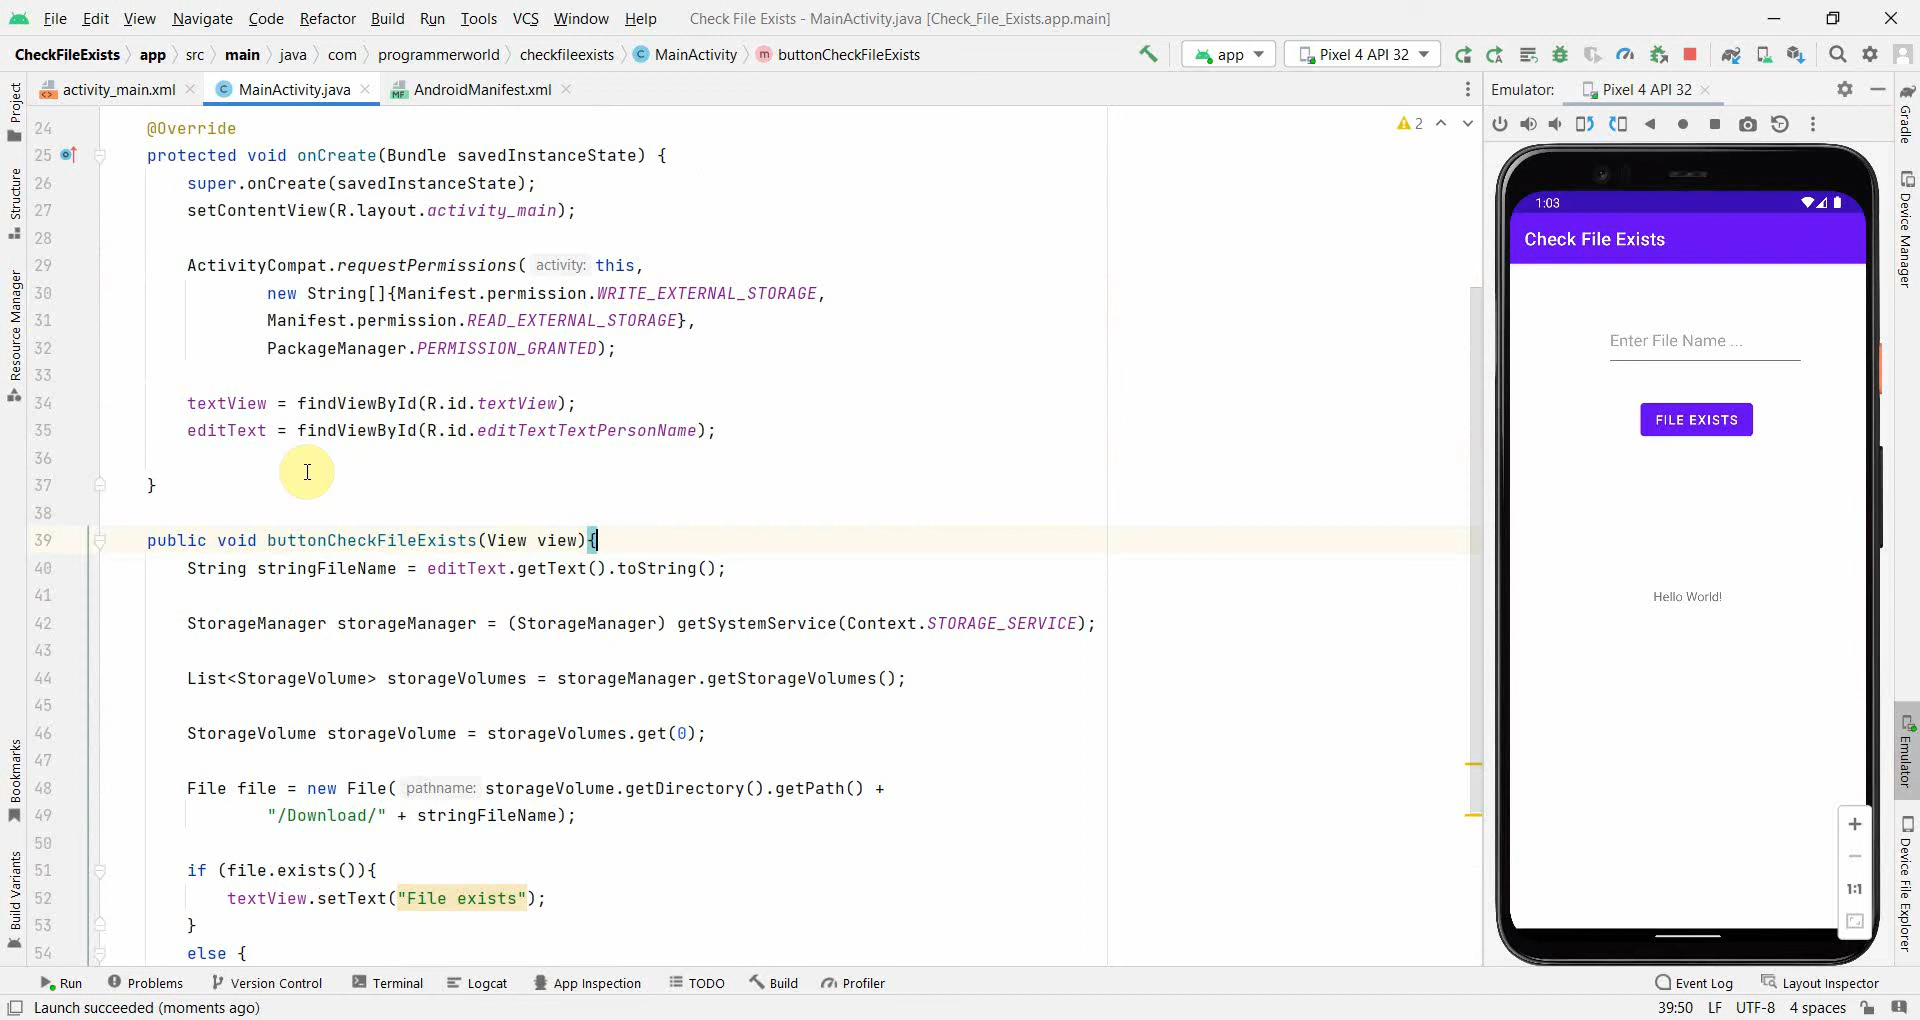 File Edit View Navigate Code Refactor Build Run Tools VCS Window Help Check File Exists - MainActivity.java [Check_File_Exists.app.main]
CheckFileExists app src main java com programmerworld checkfileexists C MainActivity m buttonCheckFileExists app Pixel 4 API 32
activity_main.xml C MainActivity.java MF AndroidManifest.xml Emulator: Pixel 4 API 32
2
Project
Structure
Resource Manager
Bookmarks
Build Variants
24 @Override
25 protected void onCreate(Bundle savedInstanceState) {
26 super.onCreate(savedInstanceState);
27 setContentView(R.layout.activity_main);
28
29 ActivityCompat.requestPermissions( activity: this,
30 new String[]{Manifest.permission.WRITE_EXTERNAL_STORAGE,
31 Manifest.permission.READ_EXTERNAL_STORAGE},
32 PackageManager.PERMISSION_GRANTED);
33
34 textView = findViewById(R.id.textView);
35 editText = findViewById(R.id.editTextTextPersonName);
36
37 }
38
39 public void buttonCheckFileExists(View view){
40 String stringFileName = editText.getText().toString();
41
42 StorageManager storageManager = (StorageManager) getSystemService(Context.STORAGE_SERVICE);
43
44 List<StorageVolume> storageVolumes = storageManager.getStorageVolumes();
45
46 StorageVolume storageVolume = storageVolumes.get(0);
47
48 File file = new File( pathname: storageVolume.getDirectory().getPath() +
49 "/Download/" + stringFileName);
50
51 if (file.exists()){
52 textView.setText("File exists");
53 }
54 else {
1:03
Check File Exists
Enter File Name ...
FILE EXISTS
Hello World!
1:1
Gradle
Device Manager
Emulator
Device File Explorer
Run Problems Version Control Terminal Logcat App Inspection TODO Build Profiler Event Log Layout Inspector
Launch succeeded (moments ago) 39:50 LF UTF-8 4 spaces